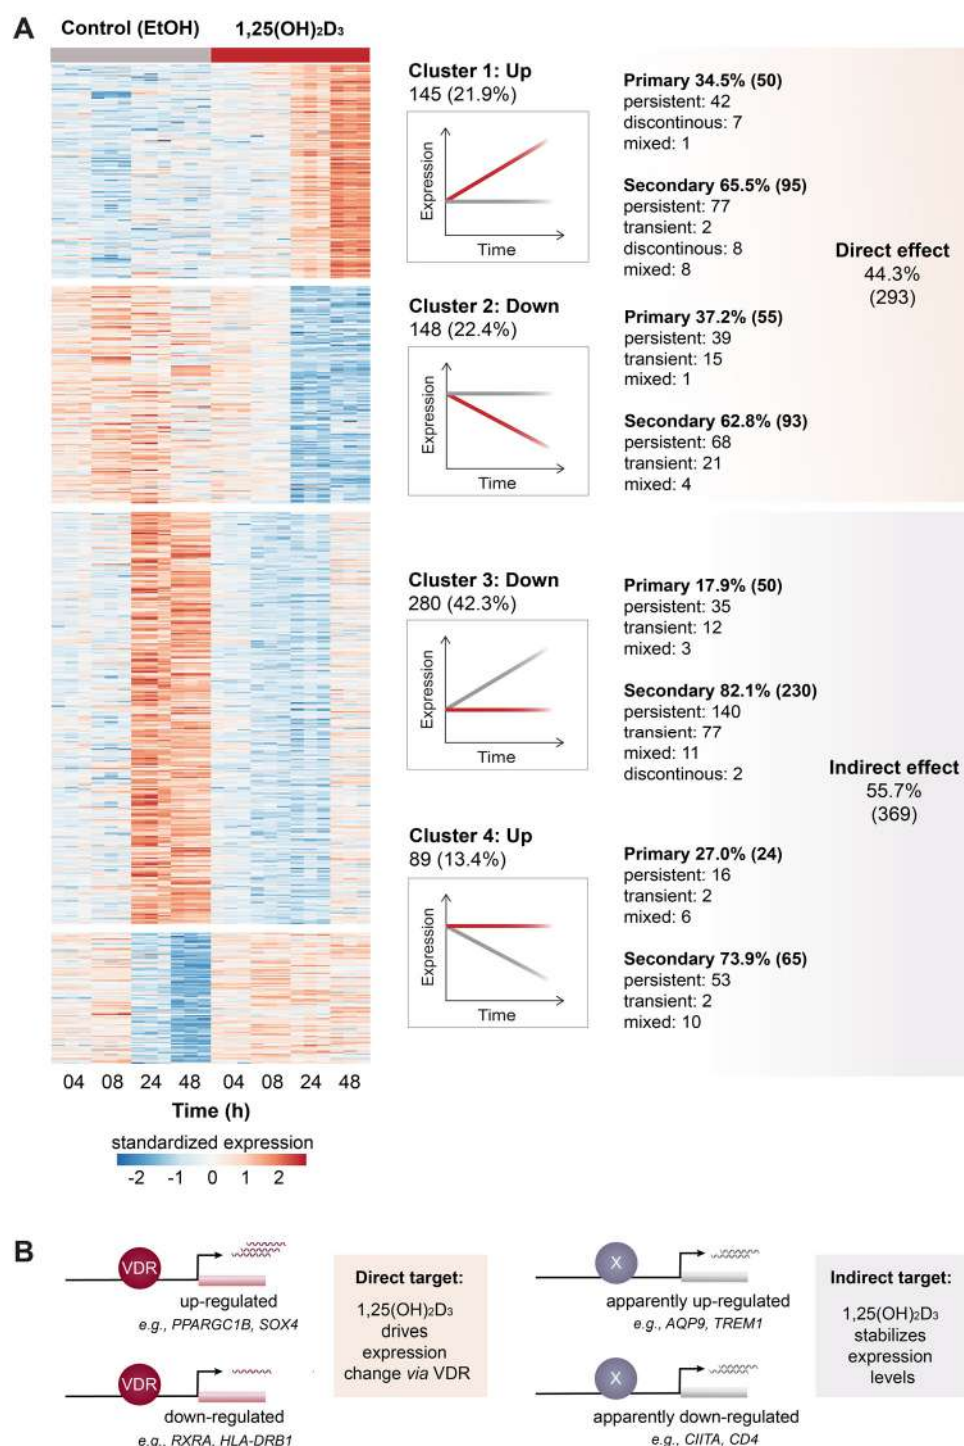 A
Control (EtOH) 1,25(OH)₂D₃
Cluster 1: Up
145 (21.9%)
Expression
Time
Primary 34.5% (50)
persistent: 42
discontinous: 7
mixed: 1
Secondary 65.5% (95)
persistent: 77
transient: 2
discontinous: 8
mixed: 8
Direct effect
44.3%
(293)
Cluster 2: Down
148 (22.4%)
Expression
Time
Primary 37.2% (55)
persistent: 39
transient: 15
mixed: 1
Secondary 62.8% (93)
persistent: 68
transient: 21
mixed: 4
Cluster 3: Down
280 (42.3%)
Expression
Time
Primary 17.9% (50)
persistent: 35
transient: 12
mixed: 3
Secondary 82.1% (230)
persistent: 140
transient: 77
mixed: 11
discontinous: 2
Indirect effect
55.7%
(369)
Cluster 4: Up
89 (13.4%)
Expression
Time
Primary 27.0% (24)
persistent: 16
transient: 2
mixed: 6
Secondary 73.9% (65)
persistent: 53
transient: 2
mixed: 10
04 08 24 48 04 08 24 48
Time (h)
standardized expression
-2 -1 0 1 2
B
VDR
up-regulated
e.g., PPARGC1B, SOX4
VDR
down-regulated
e.g., RXRA, HLA-DRB1
Direct target:
1,25(OH)₂D₃
drives
expression
change via VDR
X
apparently up-regulated
e.g., AQP9, TREM1
X
apparently down-regulated
e.g., CIITA, CD4
Indirect target:
1,25(OH)₂D₃
stabilizes
expression
levels